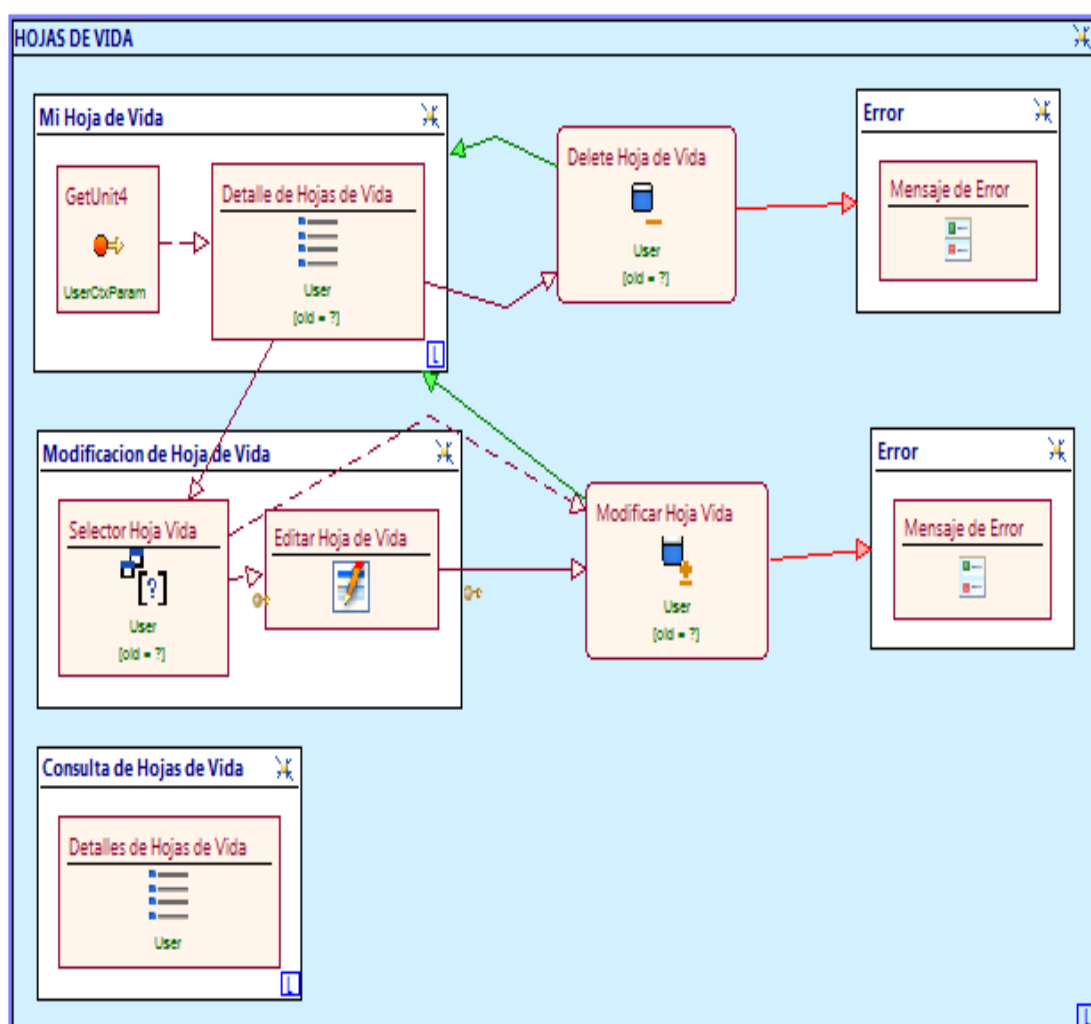 HOJAS DE VIDA
Mi Hoja de Vida
GetUnit4
UserCtxParam
Detalle de Hojas de Vida
User
[oid = ?]
L
Delete Hoja de Vida
User
[oid = ?]
Error
Mensaje de Error
Modificacion de Hoja de Vida
Selector Hoja Vida
[?]
User
[oid = ?]
Editar Hoja de Vida
Modificar Hoja Vida
User
[oid = ?]
Error
Mensaje de Error
Consulta de Hojas de Vida
Detalles de Hojas de Vida
User
L
L